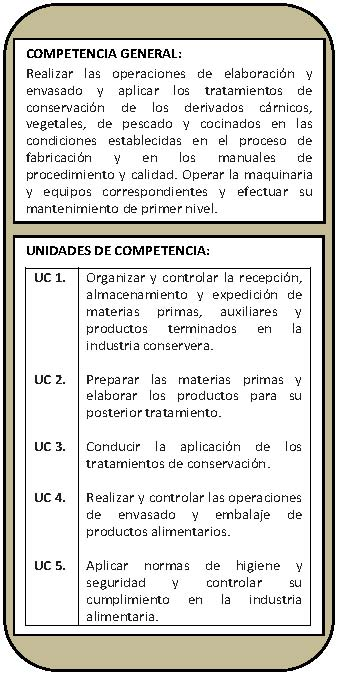 COMPETENCIA GENERAL:
Realizar las operaciones de elaboración y
envasado y aplicar los tratamientos de
conservación de los derivados cárnicos,
vegetales, de pescado y cocinados en las
condiciones establecidas en el proceso de
fabricación y en los manuales de
procedimiento y calidad. Operar la maquinaria
y equipos correspondientes y efectuar su
mantenimiento de primer nivel.
UNIDADES DE COMPETENCIA:
UC 1. Organizar y controlar la recepción,
almacenamiento y expedición de
materias primas, auxiliares y
productos terminados en la
industria conservera.
UC 2. Preparar las materias primas y
elaborar los productos para su
posterior tratamiento.
UC 3. Conducir la aplicación de los
tratamientos de conservación.
UC 4. Realizar y controlar las operaciones
de envasado y embalaje de
productos alimentarios.
UC 5. Aplicar normas de higiene y
seguridad y controlar su
cumplimiento en la industria
alimentaria.